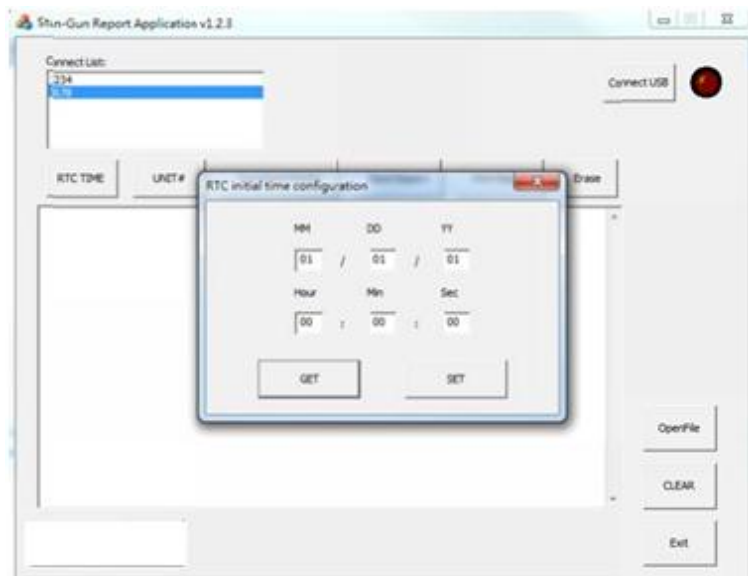 Stun-Gun Report Application v1.2.3
Connect List:
234
Connect USB
RTC TIME
UNIT#
Erase
RTC initial time configuration
MM DD YY
01 / 01 / 01
Hour Min Sec
00 : 00 : 00
GET
SET
OpenFile
CLEAR
Exit